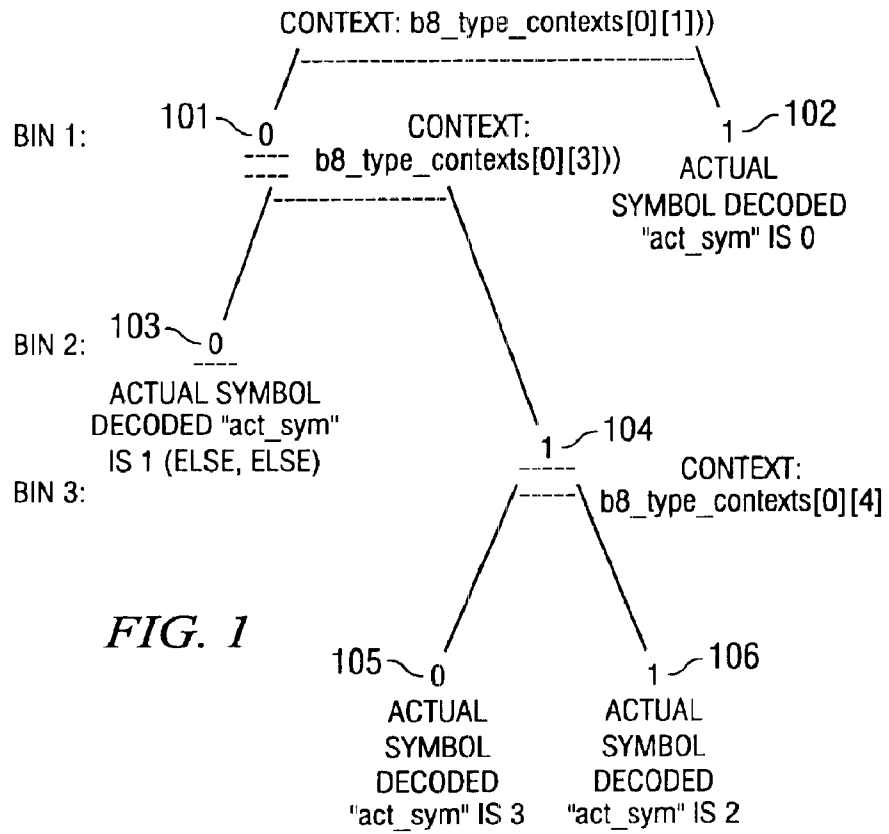 CONTEXT: b8_type_contexts[0][1]))
BIN 1:
101
0
CONTEXT:
b8_type_contexts[0][3]))
1
102
ACTUAL
SYMBOL DECODED
"act_sym" IS 0
BIN 2:
103
0
ACTUAL SYMBOL
DECODED "act_sym"
IS 1 (ELSE, ELSE)
1
104
BIN 3:
CONTEXT:
b8_type_contexts[0][4]
FIG. 1
105
0
ACTUAL
SYMBOL
DECODED
"act_sym" IS 3
1
106
ACTUAL
SYMBOL
DECODED
"act_sym" IS 2